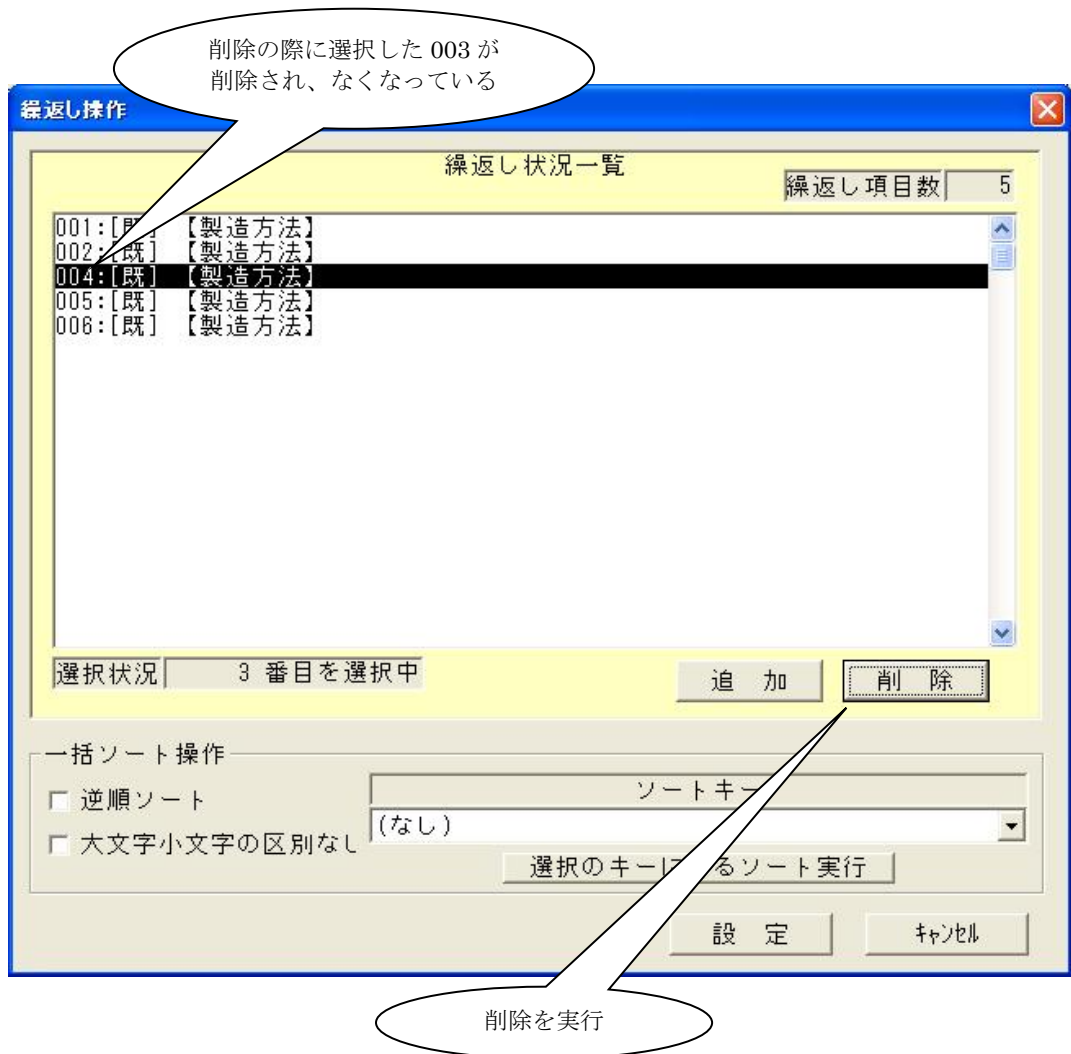 削除の際に選択した 003 が
削除され、なくなっている
繰返し操作
繰返し状況一覧
繰返し項目数 5
001:[既] 【製造方法】
002:[既] 【製造方法】
004:[既] 【製造方法】
005:[既] 【製造方法】
006:[既] 【製造方法】
選択状況 3 番目を選択中
追 加 削 除
一括ソート操作
逆順ソート
大文字小文字の区別なし
ソートキー
(なし)
選択のキーによるソート実行
設 定 ｷｬﾝｾﾙ
削除を実行